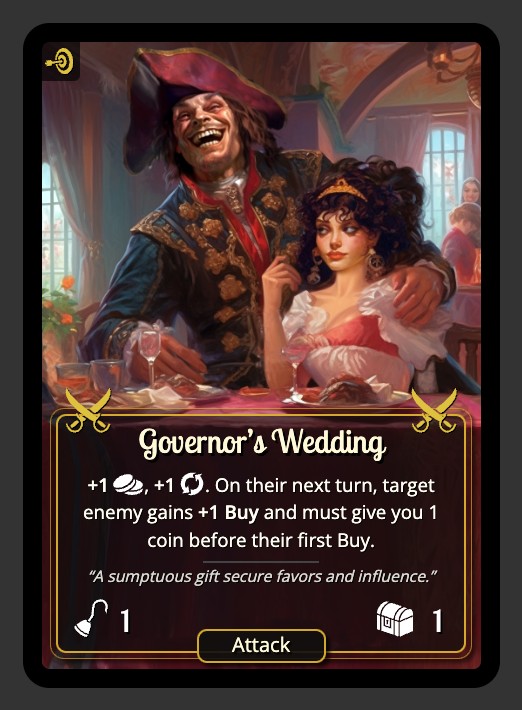 Governor's Wedding
+1 , +1 . On their next turn, target
enemy gains +1 Buy and must give you 1
coin before their first Buy.
“A sumptuous gift secure favors and influence.”
1 1
Attack